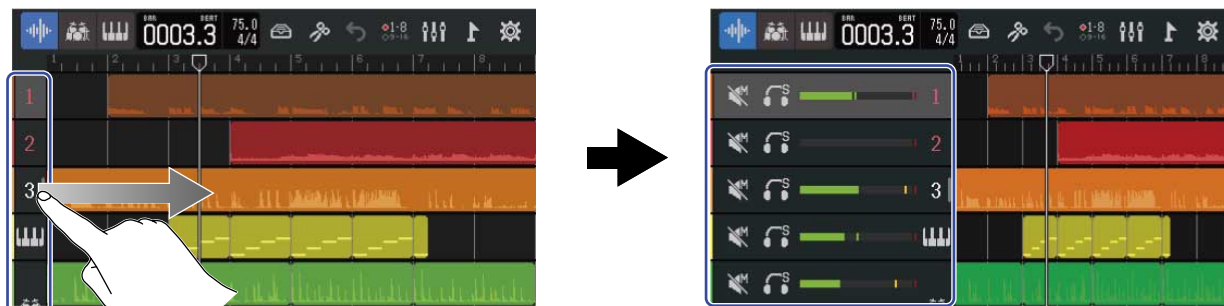 BAR BEAT
0003.3 75.0 4/4 1-8 9-16
1 2 3 4 5 6 7 8
1
2
3
BAR BEAT
0003.3 75.0 4/4 1-8 9-16
1 2 3 4 5 6 7 8
M S 1
M S 2
M S 3
M S
M S